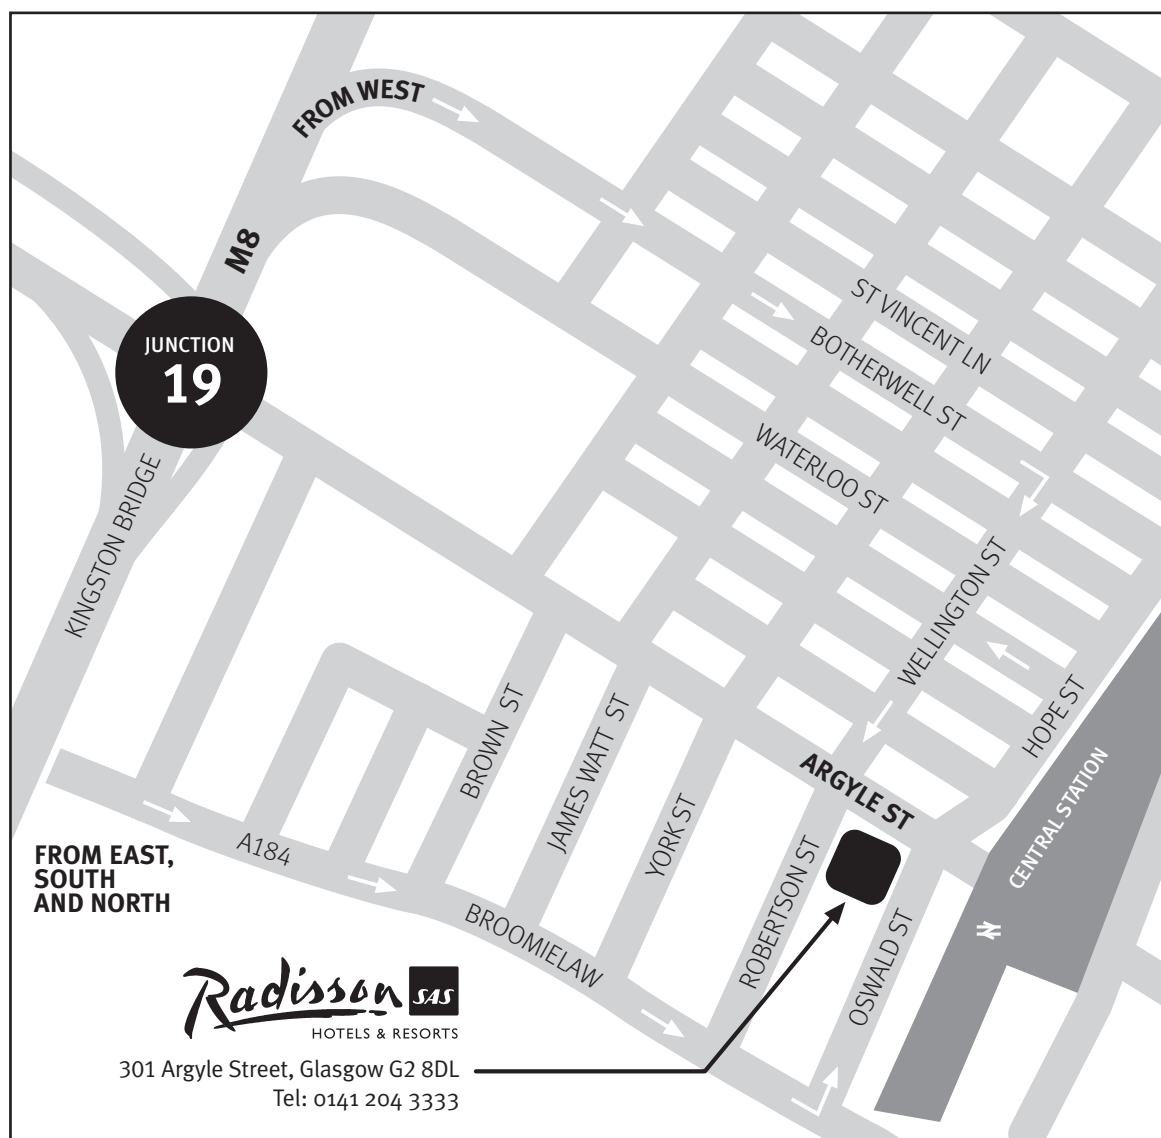 FROM WEST
M8
JUNCTION
19
ST VINCENT LN
BOTHERWELL ST
WATERLOO ST
KINGSTON BRIDGE
WELLINGTON ST
HOPE ST
BROWN ST
JAMES WATT ST
YORK ST
ARGYLE ST
CENTRAL STATION
ROBERTSON ST
OSWALD ST
A184
BROOMIELAW
FROM EAST,
SOUTH
AND NORTH
Radisson SAS
HOTELS & RESORTS
301 Argyle Street, Glasgow G2 8DL
Tel: 0141 204 3333